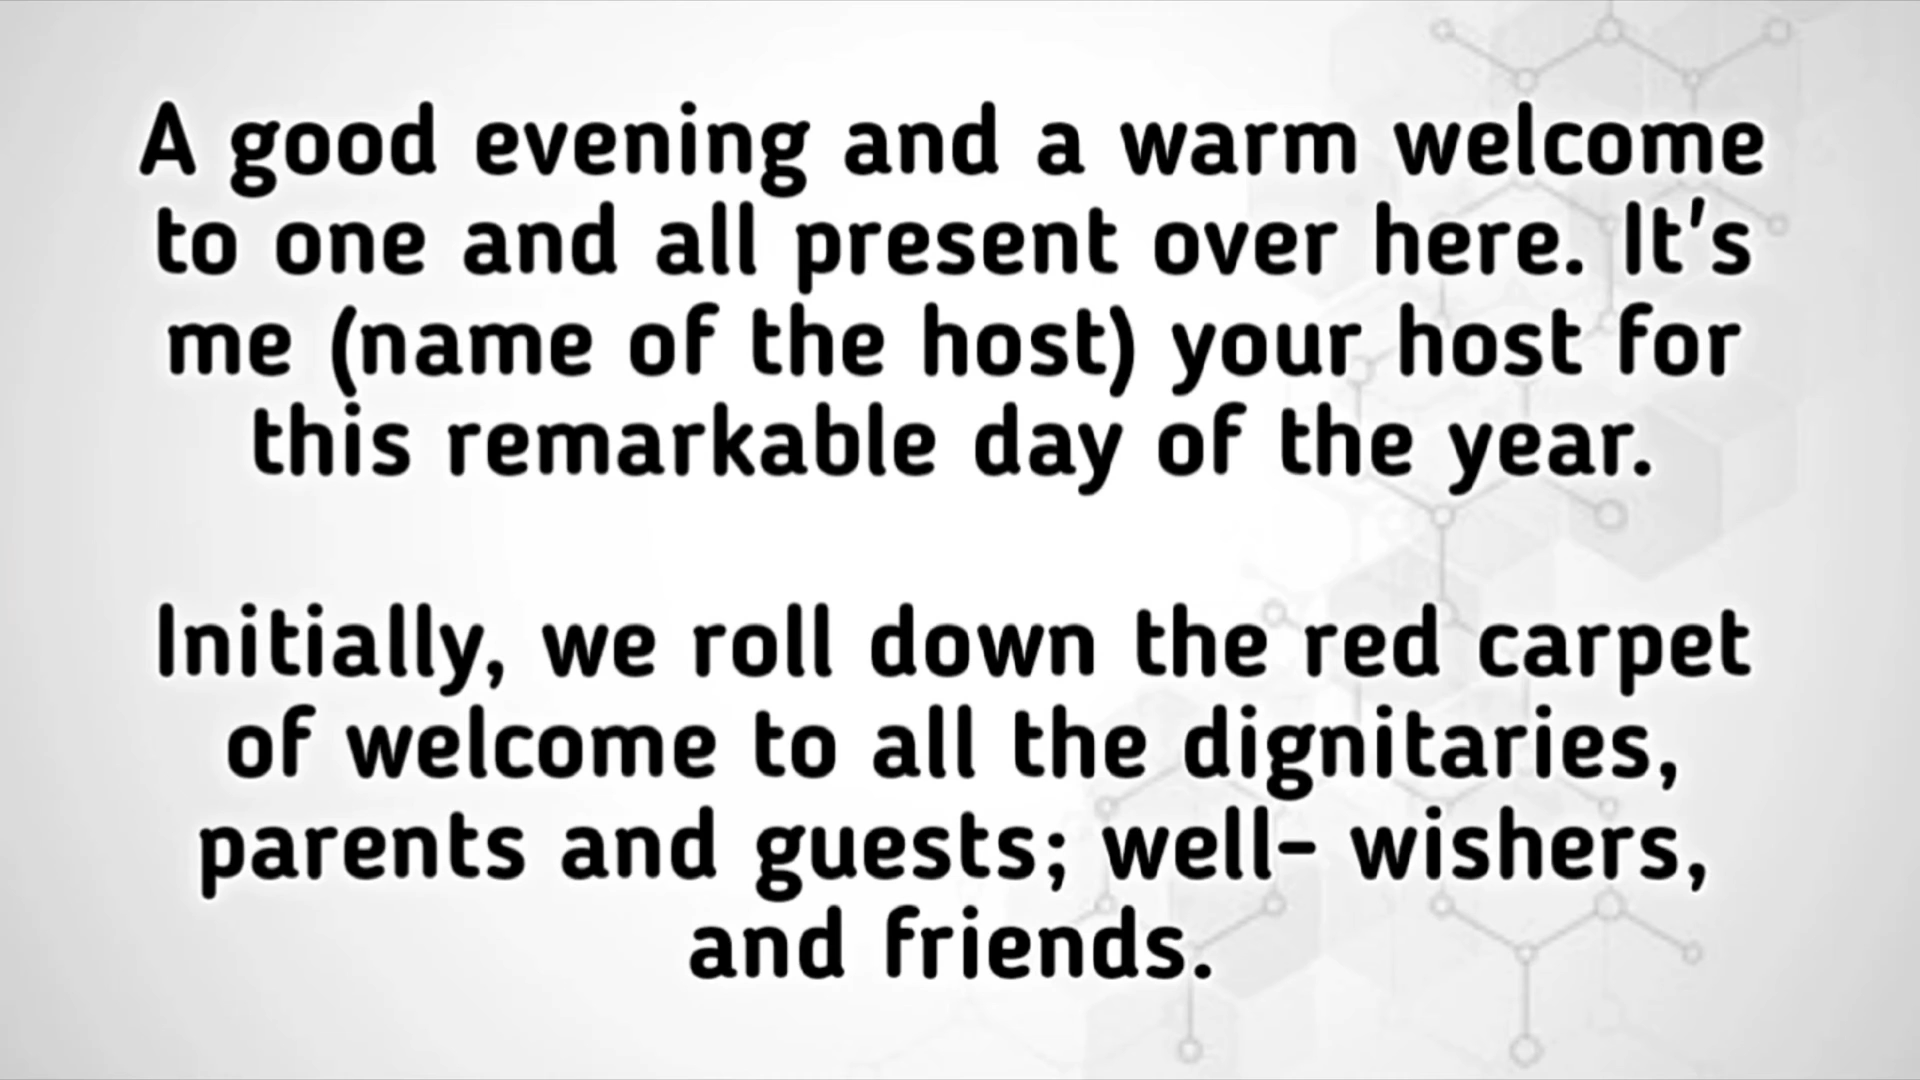 A good evening and a warm welcome
to one and all present over here. It's
me (name of the host) your host for
this remarkable day of the year.
Initially, we roll down the red carpet
of welcome to all the dignitaries,
parents and guests; well- wishers,
and friends.